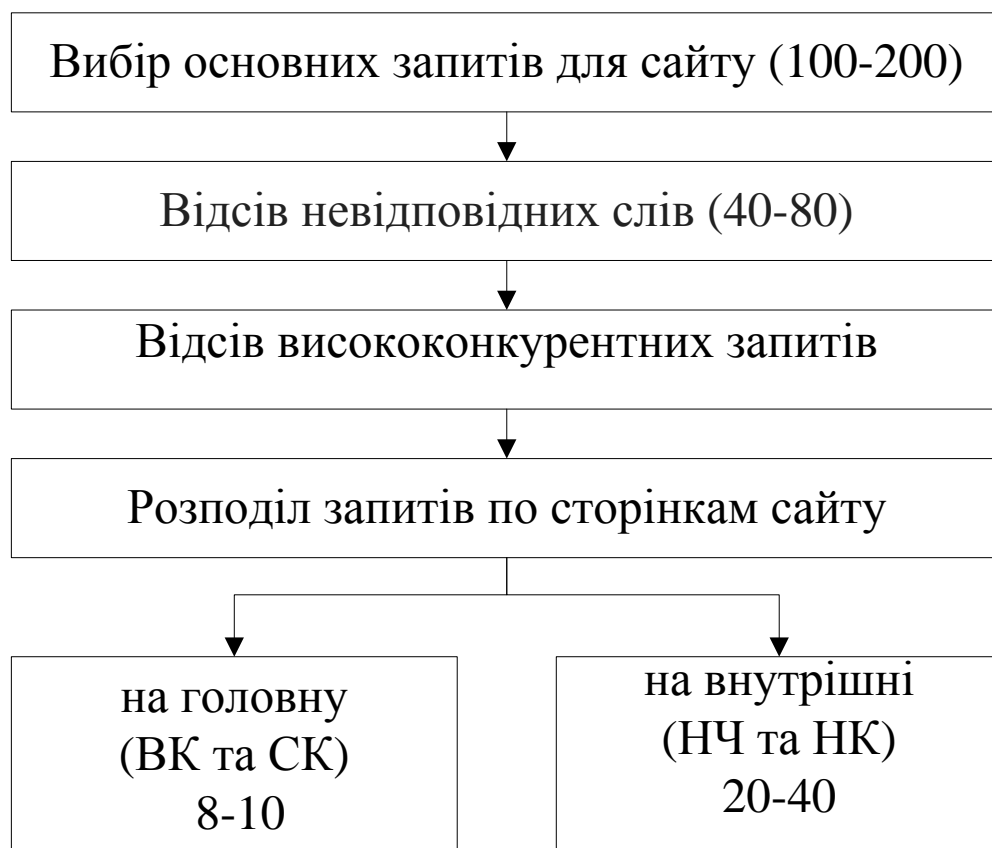 Вибір основних запитів для сайту (100-200)
Відсів невідповідних слів (40-80)
Відсів висококонкурентних запитів
Розподіл запитів по сторінкам сайту
на головну
(ВК та СК)
8-10
на внутрішні
(НЧ та НК)
20-40